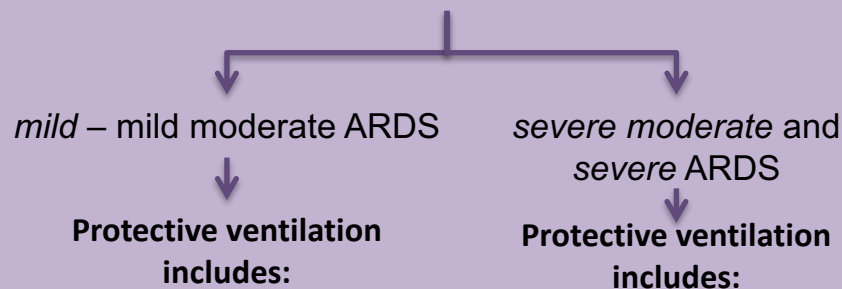 mild – mild moderate ARDS
Protective ventilation
includes:
severe moderate and
severe ARDS
Protective ventilation
includes: